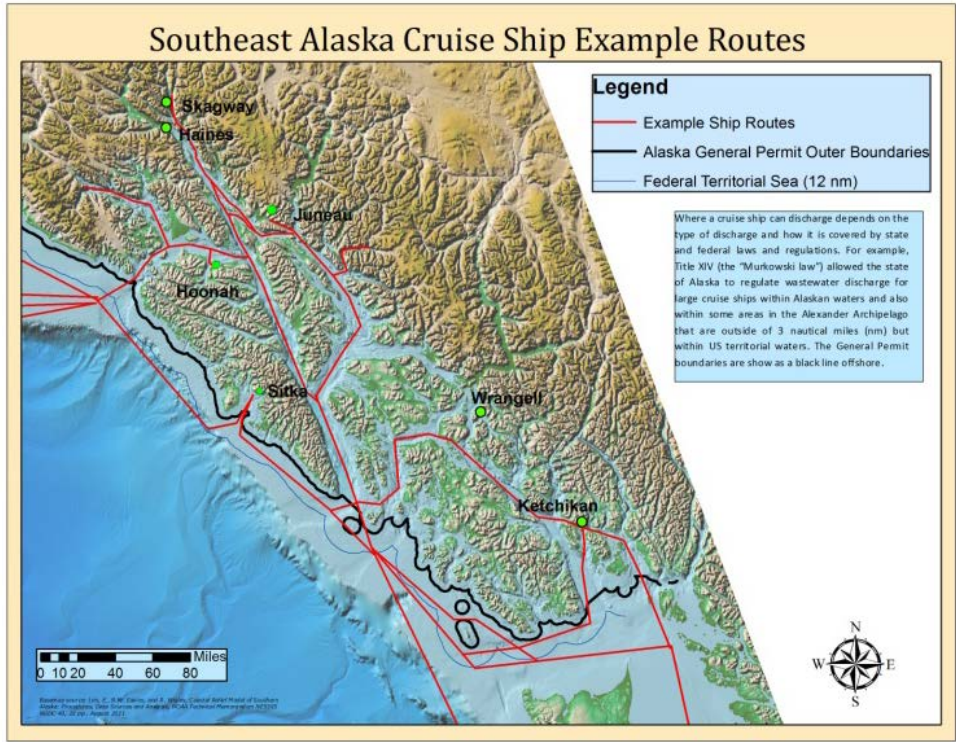 Southeast Alaska Cruise Ship Example Routes
Legend
Example Ship Routes
Alaska General Permit Outer Boundaries
Federal Territorial Sea (12 nm)
Where a cruise ship can discharge depends on the
type of discharge and how it is covered by state
and federal laws and regulations. For example,
Title XIV (the “Murkowski law”) allowed the state
of Alaska to regulate wastewater discharge for
large cruise ships within Alaskan waters and also
within some areas in the Alexander Archipelago
that are outside of 3 nautical miles (nm) but
within US territorial waters. The General Permit
boundaries are show as a black line offshore.
Skagway
Haines
Juneau
Hoonah
Sitka
Wrangell
Ketchikan
Miles
0 10 20 40 60 80
N
W E
S